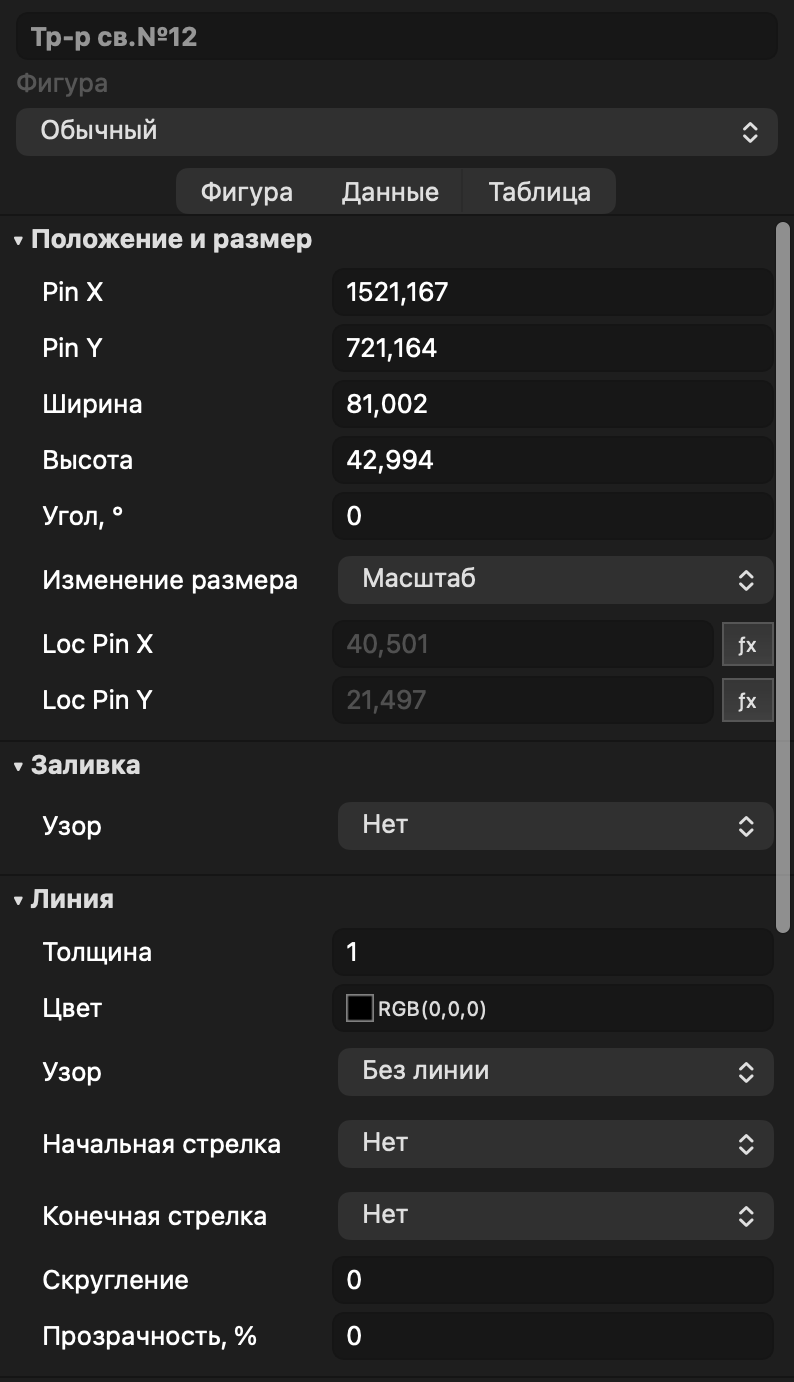 Тр-р св.№12
Фигура
Обычный
Фигура Данные Таблица
Положение и размер
Pin X 1521,167
Pin Y 721,164
Ширина 81,002
Высота 42,994
Угол, ° 0
Изменение размера Масштаб
Loc Pin X 40,501 ƒx
Loc Pin Y 21,497 ƒx
Заливка
Узор Нет
Линия
Толщина 1
Цвет RGB(0,0,0)
Узор Без линии
Начальная стрелка Нет
Конечная стрелка Нет
Скругление 0
Прозрачность, % 0